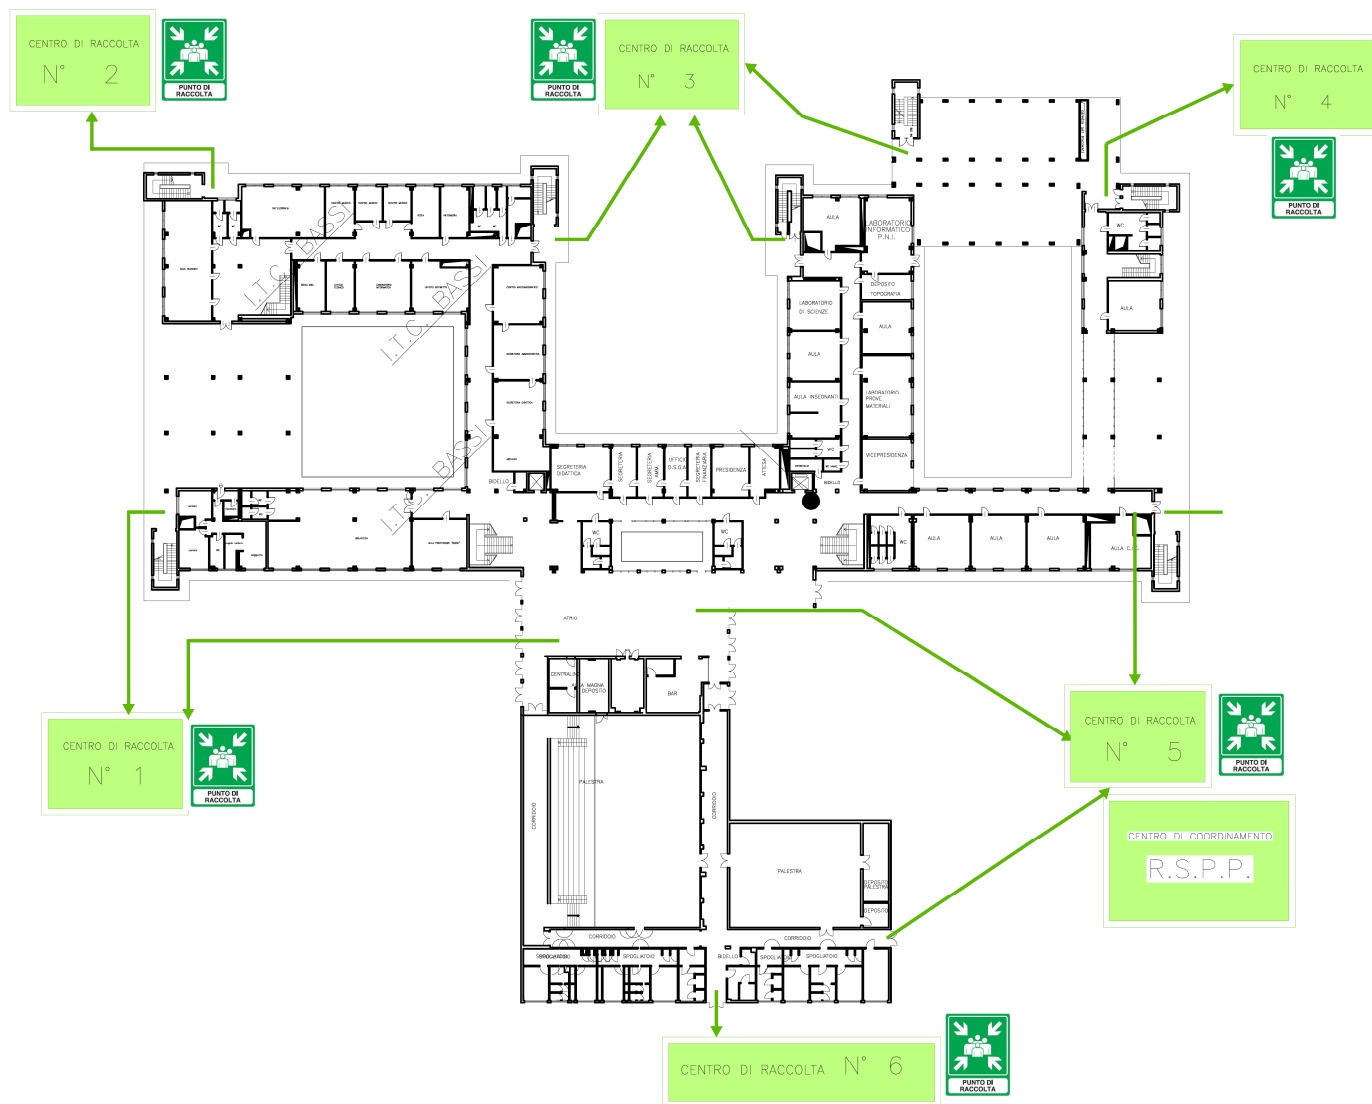 CENTRO DI RACCOLTA
N° 2
PUNTO DI
RACCOLTA
PUNTO DI
RACCOLTA
CENTRO DI RACCOLTA
N° 3
CENTRO DI RACCOLTA
N° 4
PUNTO DI
RACCOLTA
I.T.C. BASSI
I.T.C. BASSI
I.T.C. BASSI
AULA
LABORATORIO
INFORMATICO
P.N.I.
WC
DEPOSITO
TOPOGRAFIA
LABORATORIO
DI SCIENZE
AULA
AULA
AULA
AULA INSEGNANTI
LABORATORIO
PROVE
MATERIALI
WC
VICEPRESIDENZA
BIDELLO
SEGRETERIA
DIDATTICA
SEGRETERIA
SEGRETERIA
AMM.
UFFICIO
D.S.G.A.
SEGRETERIA
FINANZIARIA
PRESIDENZA
ATTESA
BIDELLO
WC
WC
WC
AULA
AULA
AULA
AULA C.I.C.
ATRIO
CENTRALINO
AULA MAGNA
DEPOSITO
BAR
CENTRO DI RACCOLTA
N° 1
PUNTO DI
RACCOLTA
CENTRO DI RACCOLTA
N° 5
PUNTO DI
RACCOLTA
CENTRO DI COORDINAMENTO
R.S.P.P.
PALESTRA
CORRIDOIO
CORRIDOIO
PALESTRA
DEPOSITO
PALESTRA
DEPOSITO
CORRIDOIO
CORRIDOIO
SPOGLIATOIO
SPOGLIATOIO
BIDELLO
SPOGLIATOIO
SPOGLIATOIO
CENTRO DI RACCOLTA N° 6
PUNTO DI
RACCOLTA